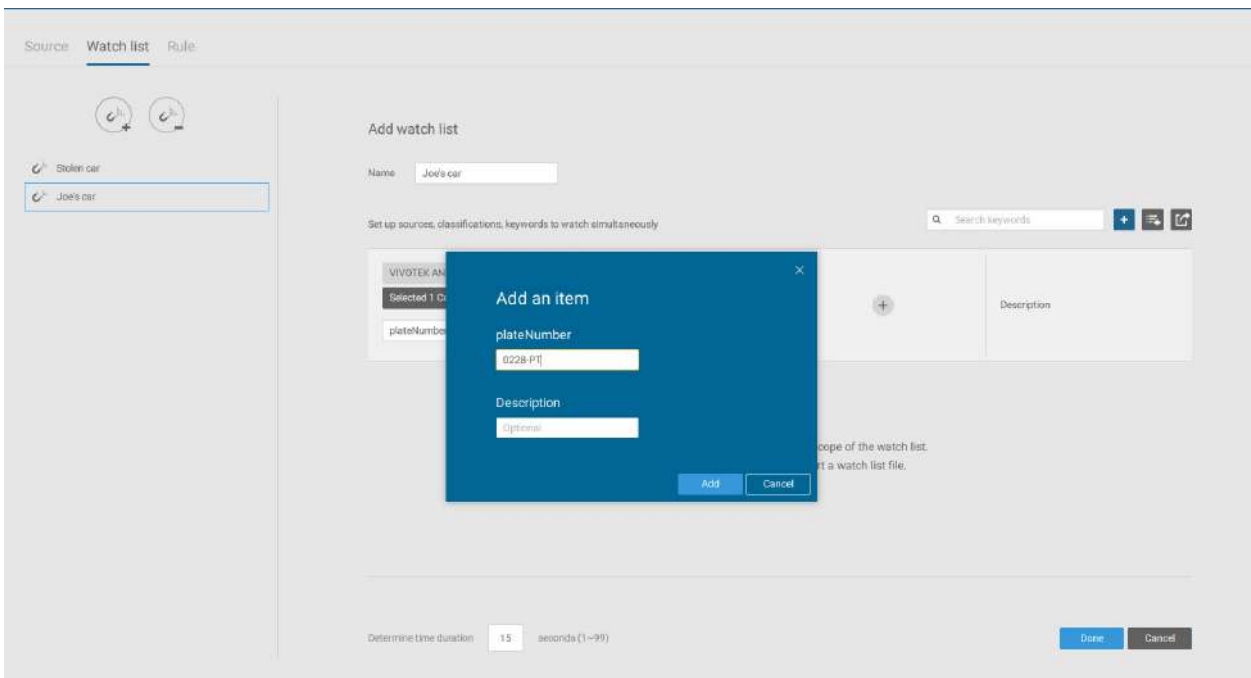 Source Watch list Rule
Stolen car
Joe's car
Add watch list
Name Joe's car
Set up sources, classifications, keywords to watch simultaneously
Search keywords
VIVOTEK AN
Selected 1 C
plateNumber
Description
Add an item
plateNumber
0228-PT
Description
Optional
Add Cancel
cope of the watch list.
rt a watch list file.
Determine time duration 15 seconds (1~99)
Done Cancel